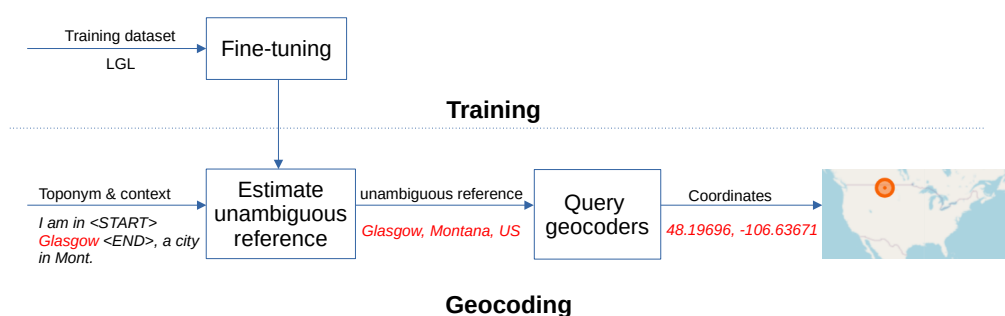 Training dataset
LGL
Fine-tuning
Training
Toponym & context
I am in <START>
Glasgow <END>, a city
in Mont.
Estimate
unambiguous
reference
unambiguous reference
Glasgow, Montana, US
Query
geocoders
Coordinates
48.19696, -106.63671
Geocoding